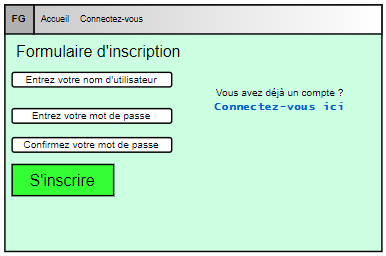 FG Accueil Connectez-vous
Formulaire d'inscription
Entrez votre nom d'utilisateur
Vous avez déjà un compte ?
Connectez-vous ici
Entrez votre mot de passe
Confirmez votre mot de passe
S'inscrire